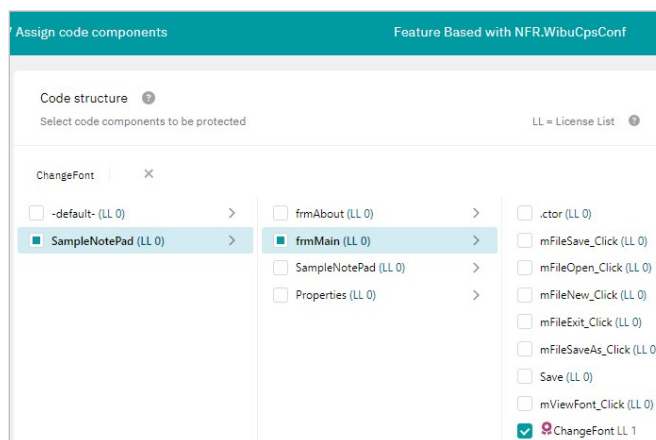 Assign code components
Feature Based with NFR.WibuCpsConf
Code structure ?
Select code components to be protected
LL = License List ?
ChangeFont
-default- (LL 0)
SampleNotePad (LL 0)
frmAbout (LL 0)
frmMain (LL 0)
SampleNotePad (LL 0)
Properties (LL 0)
.ctor (LL 0)
mFileSave_Click (LL 0)
mFileOpen_Click (LL 0)
mFileNew_Click (LL 0)
mFileExit_Click (LL 0)
mFileSaveAs_Click (LL 0
Save (LL 0)
mViewFont_Click (LL 0)
ChangeFont LL 1